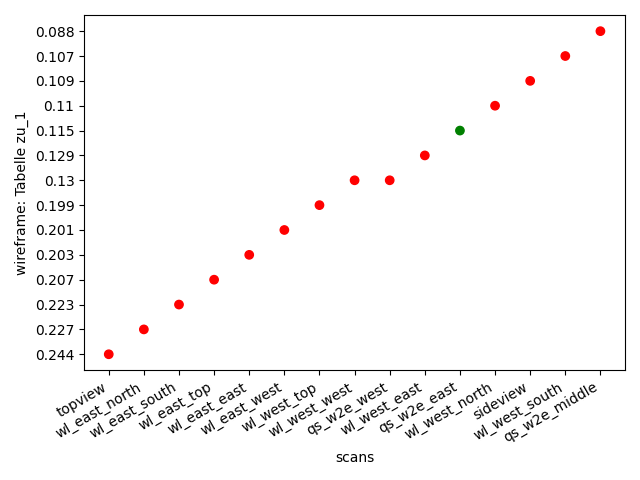 wireframe: Tabelle zu_1
0.088
0.107
0.109
0.11
0.115
0.129
0.13
0.199
0.201
0.203
0.207
0.223
0.227
0.244
topview
wl_east_north
wl_east_south
wl_east_top
wl_east_east
wl_east_west
wl_west_top
wl_west_west
qs_w2e_west
wl_west_east
qs_w2e_east
wl_west_north
sideview
wl_west_south
qs_w2e_middle
scans